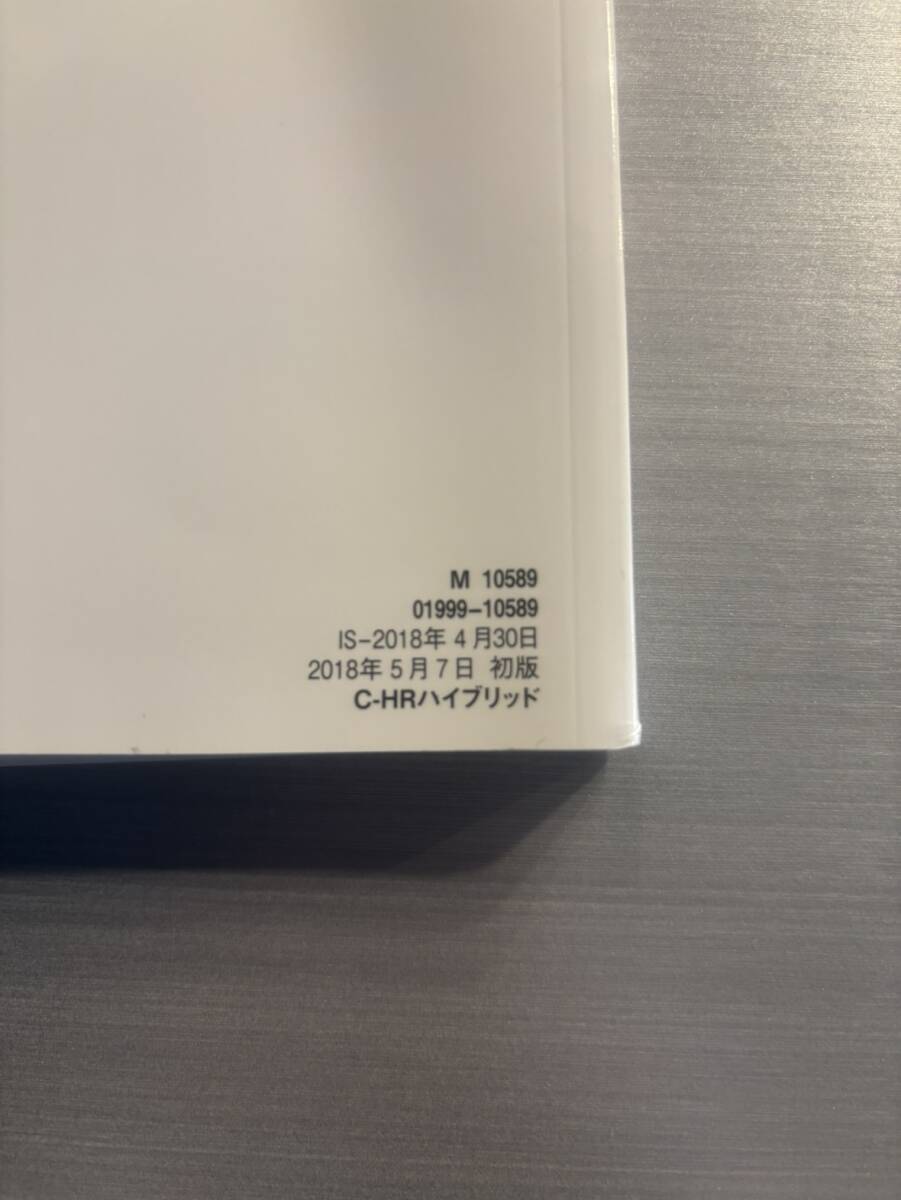 M 10589
01999-10589
IS-2018年 4月30日
2018年 5月 7日 初版
C-HRハイブリッド